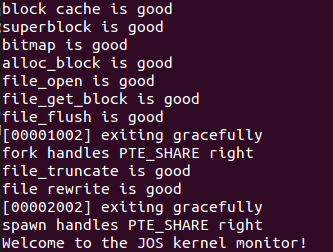 block cache is good
superblock is good
bitmap is good
alloc_block is good
file_open is good
file_get_block is good
file_flush is good
[00001002] exiting gracefully
fork handles PTE_SHARE right
file_truncate is good
file rewrite is good
[00002002] exiting gracefully
spawn handles PTE_SHARE right
Welcome to the JOS kernel monitor!